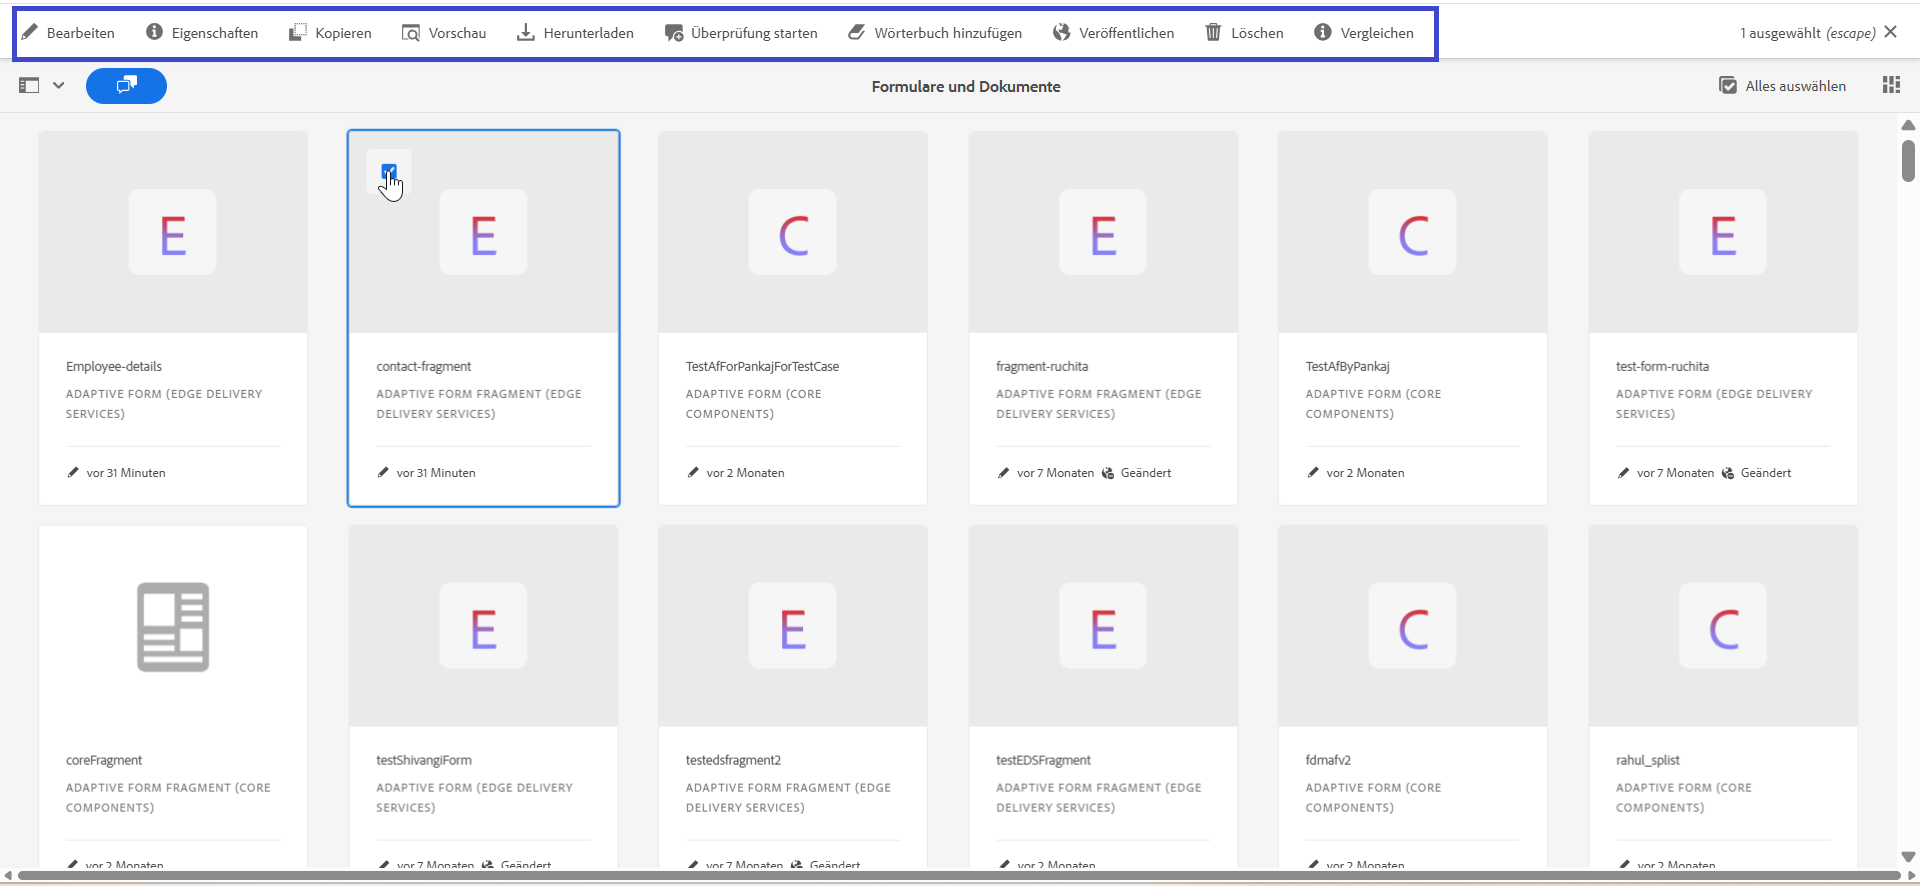 Bearbeiten Eigenschaften Kopieren Vorschau Herunterladen Überprüfung starten Wörterbuch hinzufügen Veröffentlichen Löschen Vergleichen 1 ausgewählt (escape)
Formulare und Dokumente Alles auswählen
E E C E C E
Employee-details
ADAPTIVE FORM (EDGE DELIVERY
SERVICES)
vor 31 Minuten
contact-fragment
ADAPTIVE FORM FRAGMENT (EDGE
DELIVERY SERVICES)
vor 31 Minuten
TestAfForPankajForTestCase
ADAPTIVE FORM (CORE
COMPONENTS)
vor 2 Monaten
fragment-ruchita
ADAPTIVE FORM FRAGMENT (EDGE
DELIVERY SERVICES)
vor 7 Monaten Geändert
TestAfByPankaj
ADAPTIVE FORM (CORE
COMPONENTS)
vor 2 Monaten
test-form-ruchita
ADAPTIVE FORM (EDGE DELIVERY
SERVICES)
vor 7 Monaten Geändert
E E E C C
coreFragment
ADAPTIVE FORM FRAGMENT (CORE
COMPONENTS)
vor 2 Monaten
testShivangiForm
ADAPTIVE FORM (EDGE DELIVERY
SERVICES)
vor 7 Monaten Geändert
testedsfragment2
ADAPTIVE FORM FRAGMENT (EDGE
DELIVERY SERVICES)
vor 7 Monaten Geändert
testEDSFragment
ADAPTIVE FORM FRAGMENT (EDGE
DELIVERY SERVICES)
vor 2 Monaten
fdmafv2
ADAPTIVE FORM (CORE
COMPONENTS)
vor 2 Monaten
rahul_splist
ADAPTIVE FORM (CORE
COMPONENTS)
vor 2 Monaten